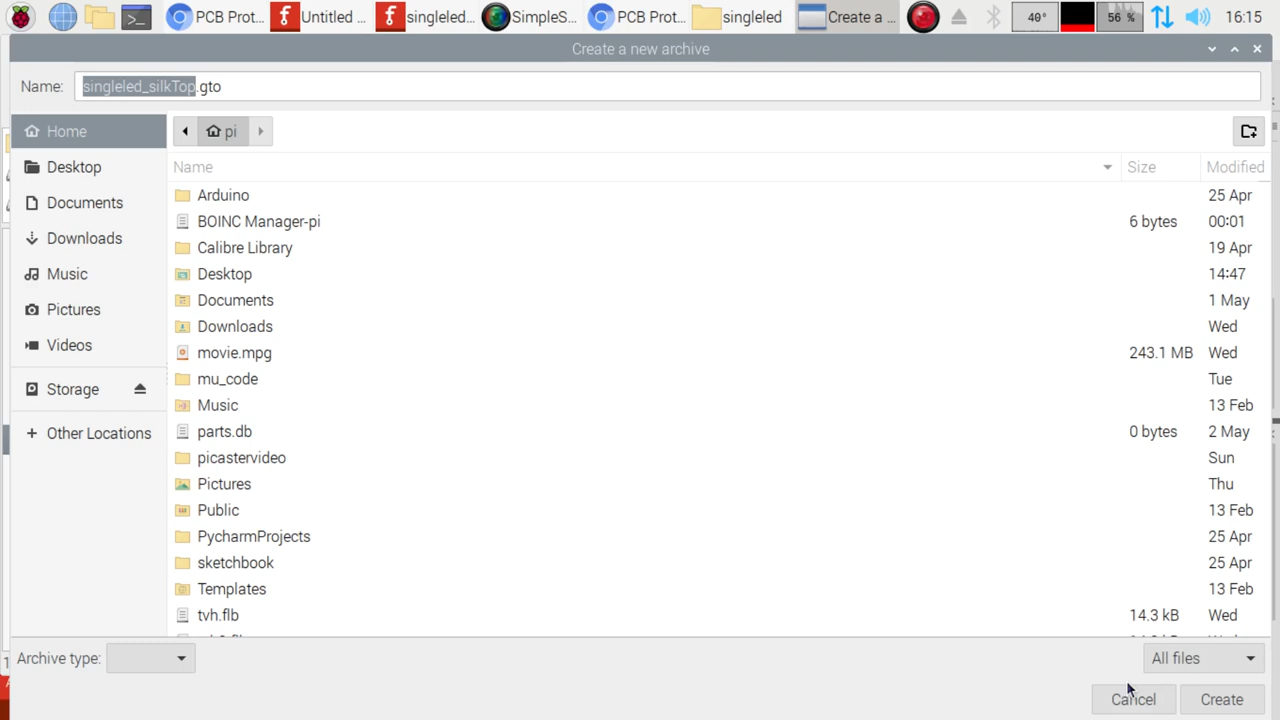 PCB Prot... Untitled ... singleled... SimpleS... PCB Prot... singleled Create a ... 40° 56 % 16:15
Create a new archive
Name: singleled_silkTop.gto
Home pi
Name Size Modified
Desktop
Documents
Downloads
Music
Pictures
Videos
Storage
+ Other Locations
Arduino 25 Apr
BOINC Manager-pi 6 bytes 00:01
Calibre Library 19 Apr
Desktop 14:47
Documents 1 May
Downloads Wed
movie.mpg 243.1 MB Wed
mu_code Tue
Music 13 Feb
parts.db 0 bytes 2 May
picastervideo Sun
Pictures Thu
Public 13 Feb
PycharmProjects 25 Apr
sketchbook 25 Apr
Templates 13 Feb
tvh.flb 14.3 kB Wed
Archive type: All files
Cancel Create